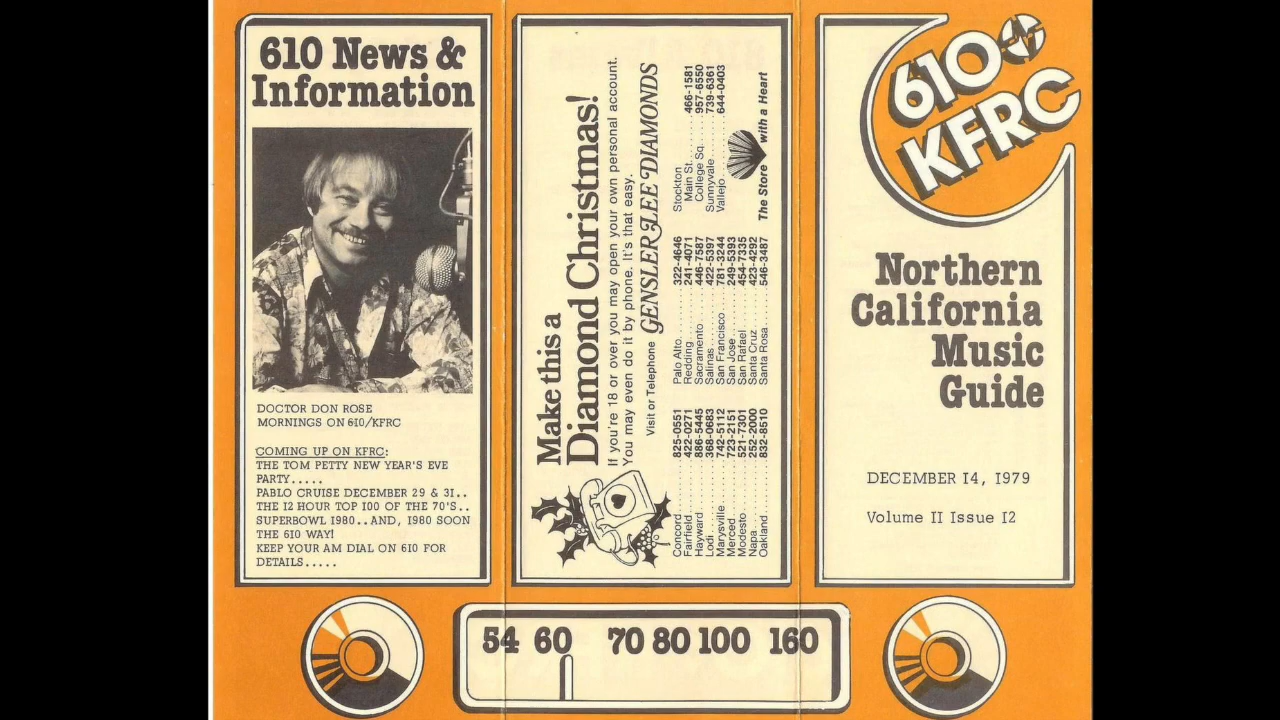 610 News &
Information
DOCTOR DON ROSE
MORNINGS ON 610/KFRC
COMING UP ON KFRC:
THE TOM PETTY NEW YEAR'S EVE
PARTY.....
PABLO CRUISE DECEMBER 29 & 31..
THE 12 HOUR TOP 100 OF THE 70'S..
SUPERBOWL 1980..AND, 1980 SOON
THE 610 WAY!
KEEP YOUR AM DIAL ON 610 FOR
DETAILS.....
Make this a
Diamond Christmas!
If you're 18 or over you may open your own personal account.
You may even do it by phone. It's that easy.
Visit or Telephone GENSLER LEE DIAMONDS
Concord 825-0551
Fairfield 422-0271
Hayward 886-5445
Lodi 368-0683
Marysville 742-5112
Merced 723-2151
Modesto 521-7301
Napa 252-2000
Oakland 832-8510
Palo Alto 322-4646
Redding 241-4071
Sacramento 446-7587
Salinas 422-5397
San Francisco 781-3244
San Jose 249-5393
San Rafael 454-7335
Santa Cruz 423-4292
Santa Rosa 546-3487
Stockton
Main St. 466-1581
College Sq. 957-6550
Sunnyvale 739-6361
Vallejo 644-0403
The Store with a Heart
610
KFRC
Northern
California
Music
Guide
DECEMBER 14, 1979
Volume II Issue 12
54 60 70 80 100 160